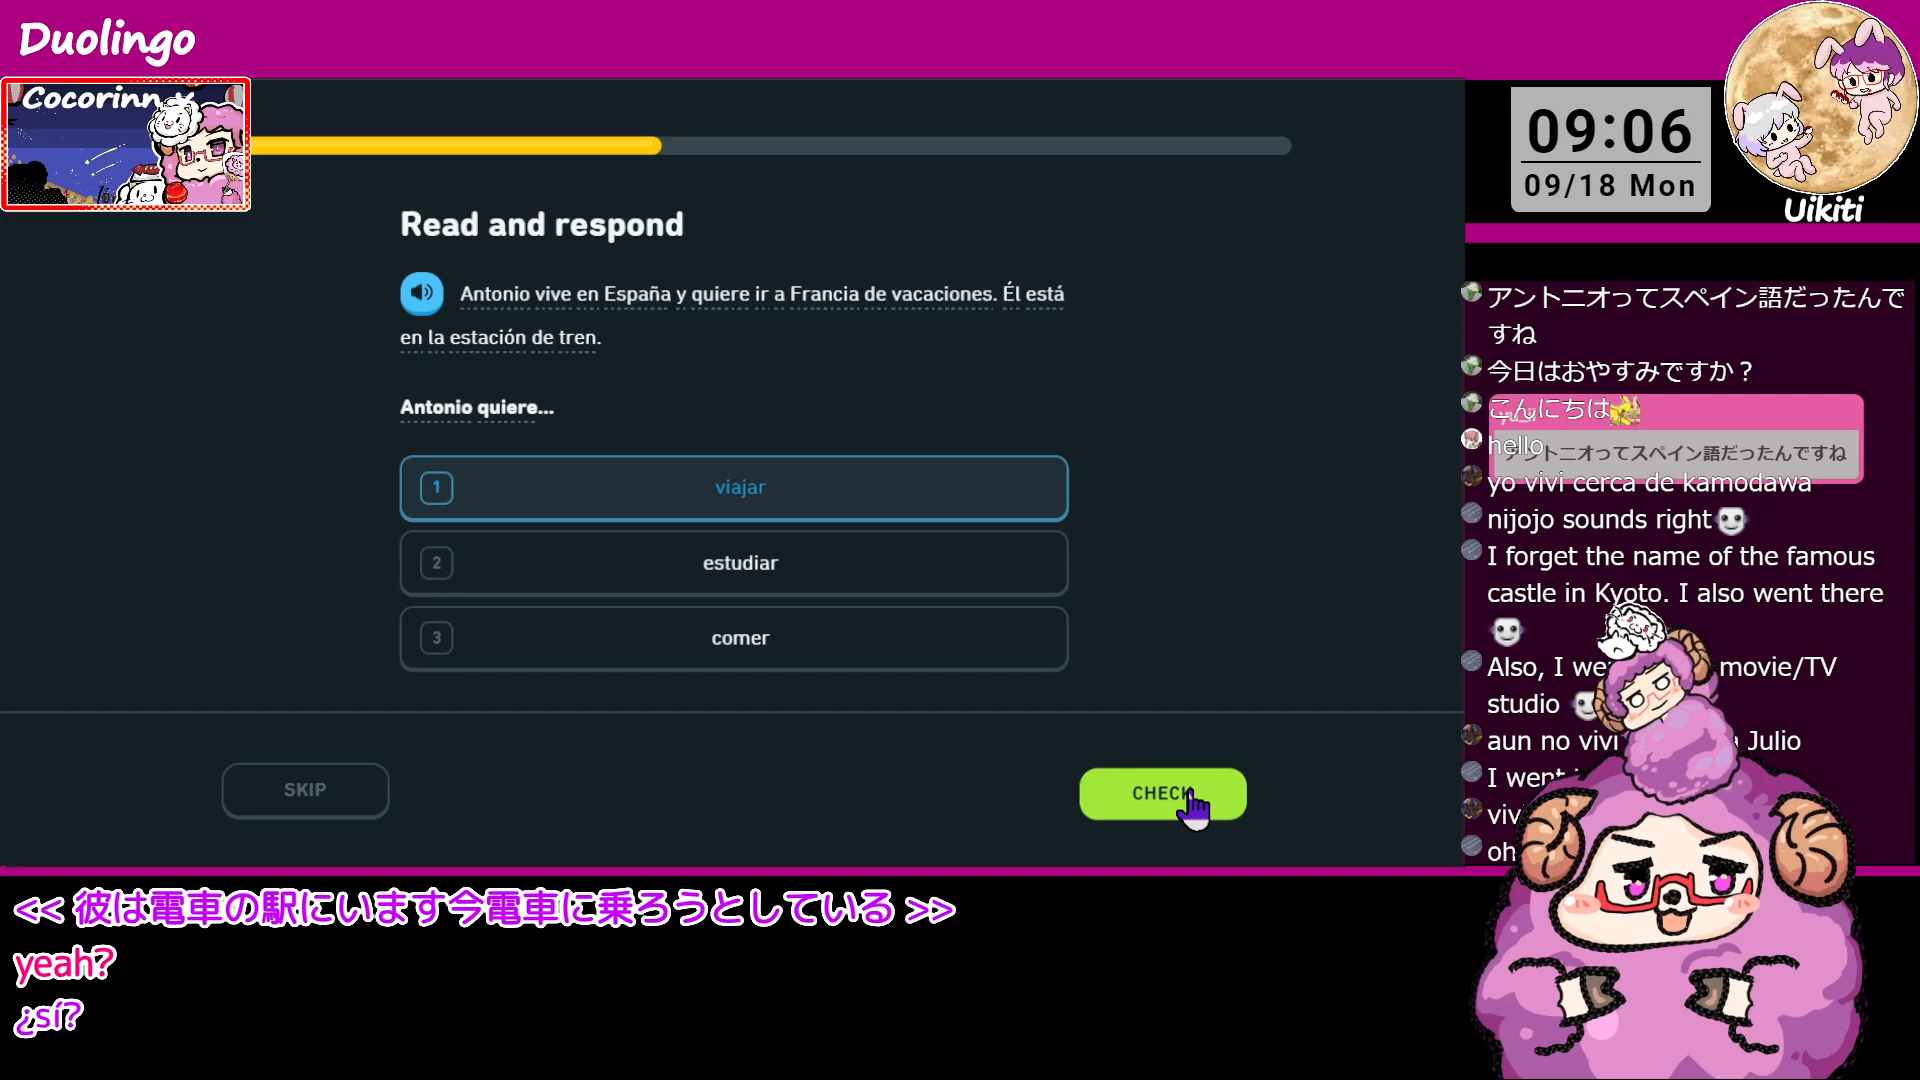 Duolingo
Cocorinn
09:06
09/18 Mon
Uikiti
Read and respond
Antonio vive en España y quiere ir a Francia de vacaciones. Él está
en la estación de tren.
Antonio quiere...
1 viajar
2 estudiar
3 comer
SKIP
CHECK
アントニオってスペイン語だったんで
すね
今日はおやすみですか？
こんにちは
hello
アントニオってスペイン語だったんですね
yo vivi cerca de kamodawa
nijojo sounds right
I forget the name of the famous
castle in Kyoto. I also went there
Also, I movie/TV
studio
aun no vivi Julio
I went
oh
<< 彼は電車の駅にいます今電車に乗ろうとしている >>
yeah?
¿sí?